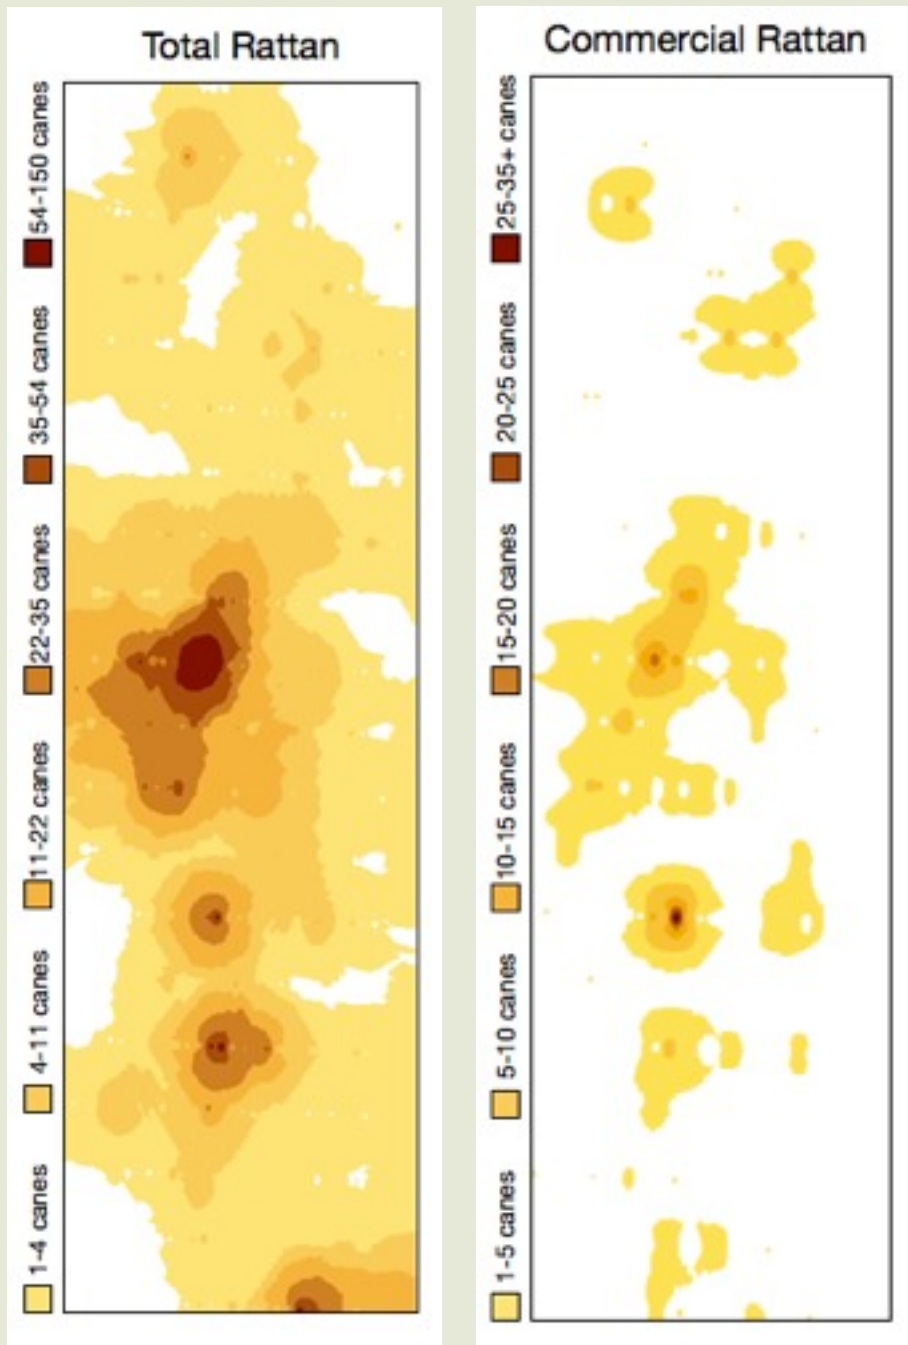 Total Rattan
1-4 canes
4-11 canes
11-22 canes
22-35 canes
35-54 canes
54-150 canes
Commercial Rattan
1-5 canes
5-10 canes
10-15 canes
15-20 canes
20-25 canes
25-35+ canes